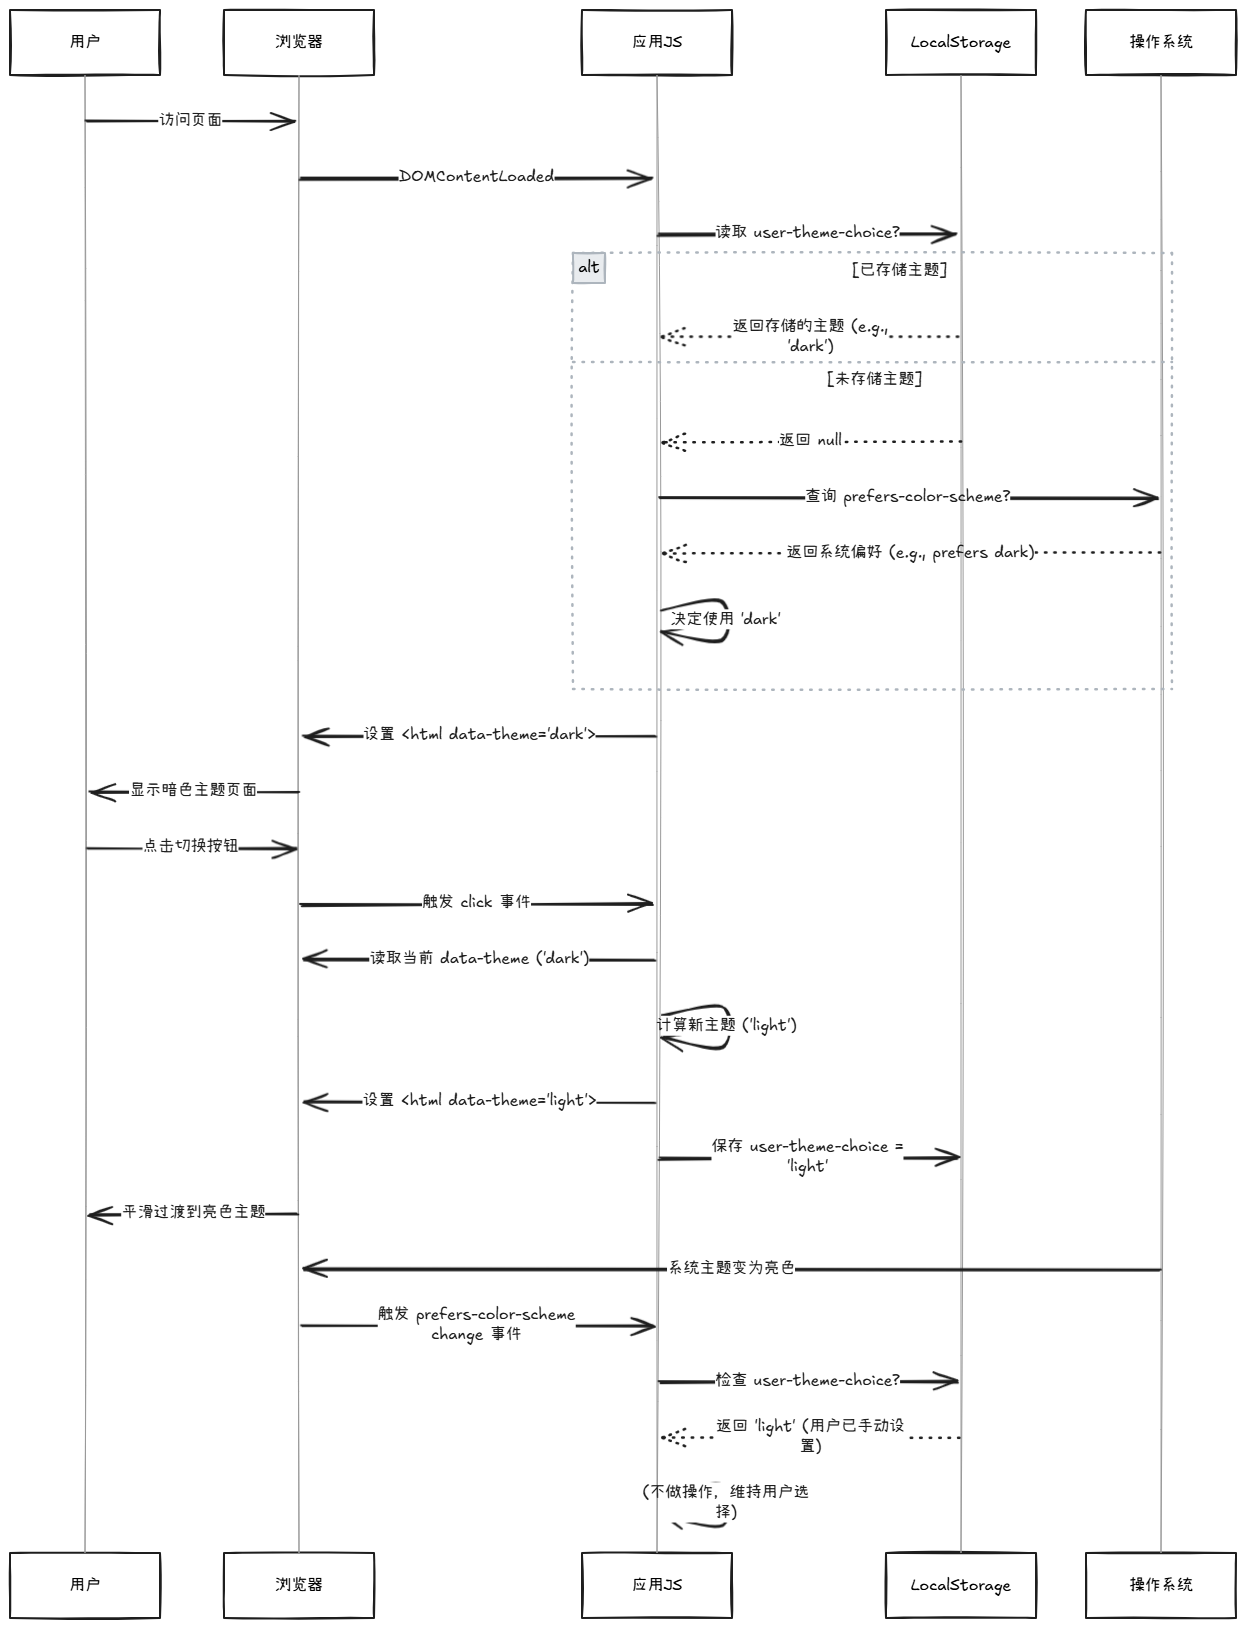 用户
浏览器
应用JS
LocalStorage
操作系统
访问页面
DOMContentLoaded
读取 user-theme-choice?
alt
[已存储主题]
返回存储的主题 (e.g.,
'dark')
[未存储主题]
返回 null
查询 prefers-color-scheme?
返回系统偏好 (e.g., prefers dark)
决定使用 'dark'
设置 <html data-theme='dark'>
显示暗色主题页面
点击切换按钮
触发 click 事件
读取当前 data-theme ('dark')
计算新主题 ('light')
设置 <html data-theme='light'>
保存 user-theme-choice =
'light'
平滑过渡到亮色主题
系统主题变为亮色
触发 prefers-color-scheme
change 事件
检查 user-theme-choice?
返回 'light' (用户已手动设
置)
(不做操作，维持用户选
择)
用户
浏览器
应用JS
LocalStorage
操作系统